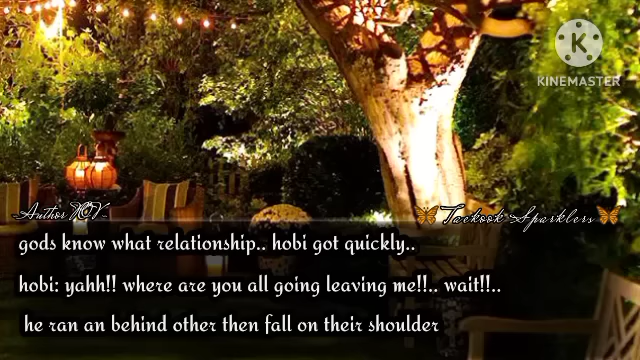 KINEMASTER
Author POV-
Taekook Sparklers
gods know what relationship.. hobi got quickly..
hobi: yahh!! where are you all going leaving me!!.. wait!!..
he ran an behind other then fall on their shoulder